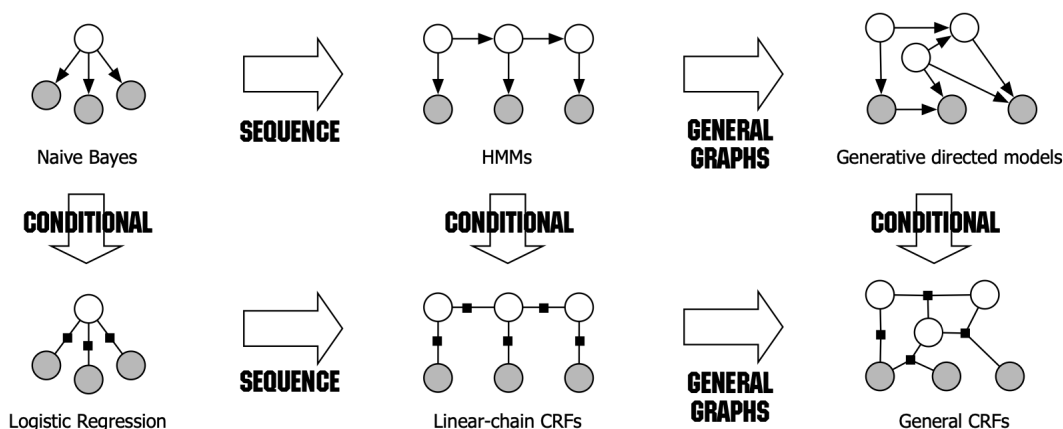 SEQUENCE
GENERAL
GRAPHS
Naive Bayes
HMMs
Generative directed models
CONDITIONAL
CONDITIONAL
CONDITIONAL
SEQUENCE
GENERAL
GRAPHS
Logistic Regression
Linear-chain CRFs
General CRFs